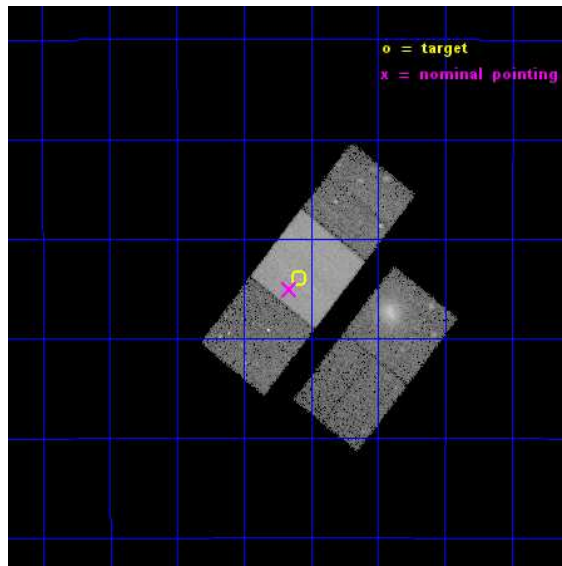 o = target
x = nominal pointing